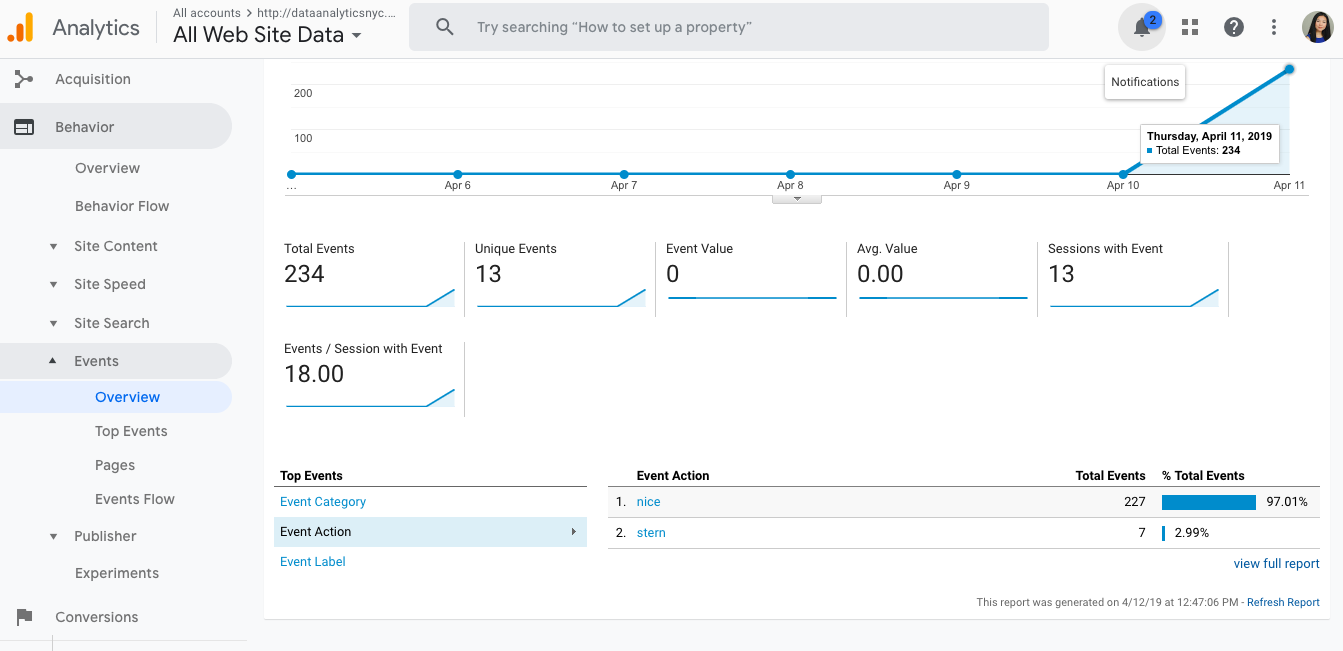 Analytics
All accounts > http://dataanalyticsnyc....
All Web Site Data
Try searching “How to set up a property”
2
Notifications
Acquisition
Behavior
Overview
Behavior Flow
Site Content
Site Speed
Site Search
Events
Overview
Top Events
Pages
Events Flow
Publisher
Experiments
Conversions
200
100
Thursday, April 11, 2019
Total Events: 234
... Apr 6 Apr 7 Apr 8 Apr 9 Apr 10 Apr 11
Total Events Unique Events Event Value Avg. Value Sessions with Event
234 13 0 0.00 13
Events / Session with Event
18.00
Top Events
Event Category
Event Action
Event Label
Event Action Total Events % Total Events
1. nice 227 97.01%
2. stern 7 2.99%
view full report
This report was generated on 4/12/19 at 12:47:06 PM - Refresh Report